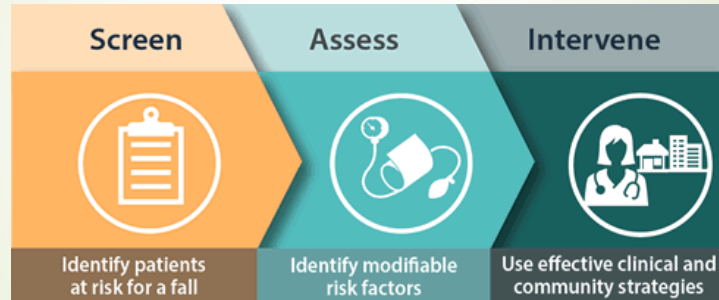 Screen
Assess
Intervene
Identify patients
at risk for a fall
Identify modifiable
risk factors
Use effective clinical and
community strategies